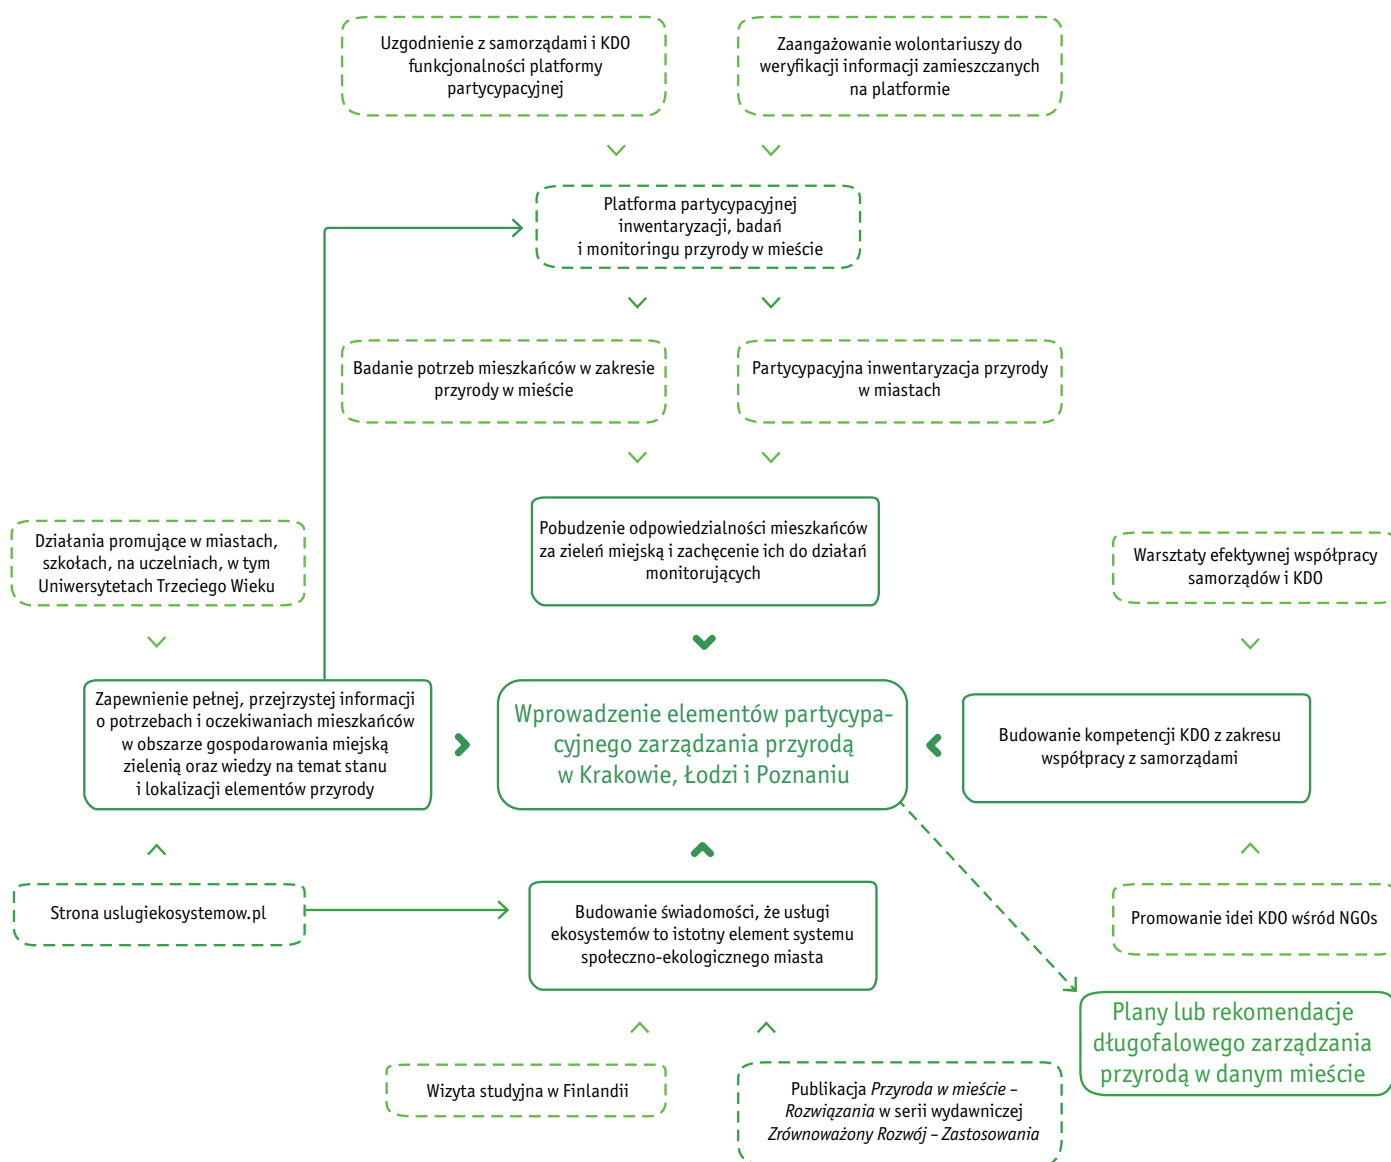 Uzgodnienie z samorządami i KDO
funkcjonalności platformy
partycypacyjnej
Zaangażowanie wolontariuszy do
weryfikacji informacji zamieszczanych
na platformie
Platforma partycypacyjnej
inwentaryzacji, badań
i monitoringu przyrody w mieście
Badanie potrzeb mieszkańców w zakresie
przyrody w mieście
Partycypacyjna inwentaryzacja przyrody
w miastach
Pobudzenie odpowiedzialności mieszkańców
za zieleń miejską i zachęcenie ich do działań
monitorujących
Działania promujące w miastach,
szkołach, na uczelniach, w tym
Uniwersytetach Trzeciego Wieku
Warsztaty efektywnej współpracy
samorządów i KDO
Zapewnienie pełnej, przejrzystej informacji
o potrzebach i oczekiwaniach mieszkańców
w obszarze gospodarowania miejską
zielenią oraz wiedzy na temat stanu
i lokalizacji elementów przyrody
Wprowadzenie elementów partycypa-
cyjnego zarządzania przyrodą
w Krakowie, Łodzi i Poznaniu
Budowanie kompetencji KDO z zakresu
współpracy z samorządami
Strona uslugiekosystemow.pl
Budowanie świadomości, że usługi
ekosystemów to istotny element systemu
społeczno-ekologicznego miasta
Promowanie idei KDO wśród NGOs
Wizyta studyjna w Finlandii
Publikacja Przyroda w mieście –
Rozwiązania w serii wydawniczej
Zrównoważony Rozwój – Zastosowania
Plany lub rekomendacje
długofalowego zarządzania
przyrodą w danym mieście